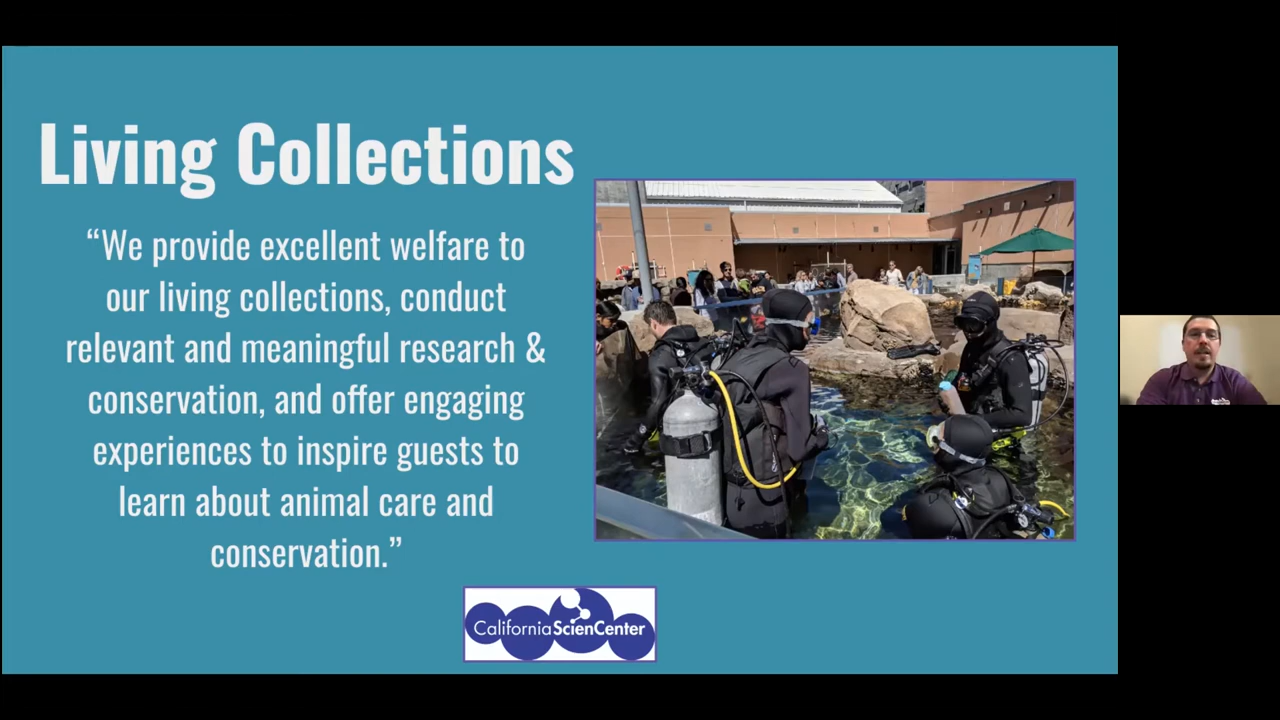 Living Collections
“We provide excellent welfare to
our living collections, conduct
relevant and meaningful research &
conservation, and offer engaging
experiences to inspire guests to
learn about animal care and
conservation.”
California ScienCenter